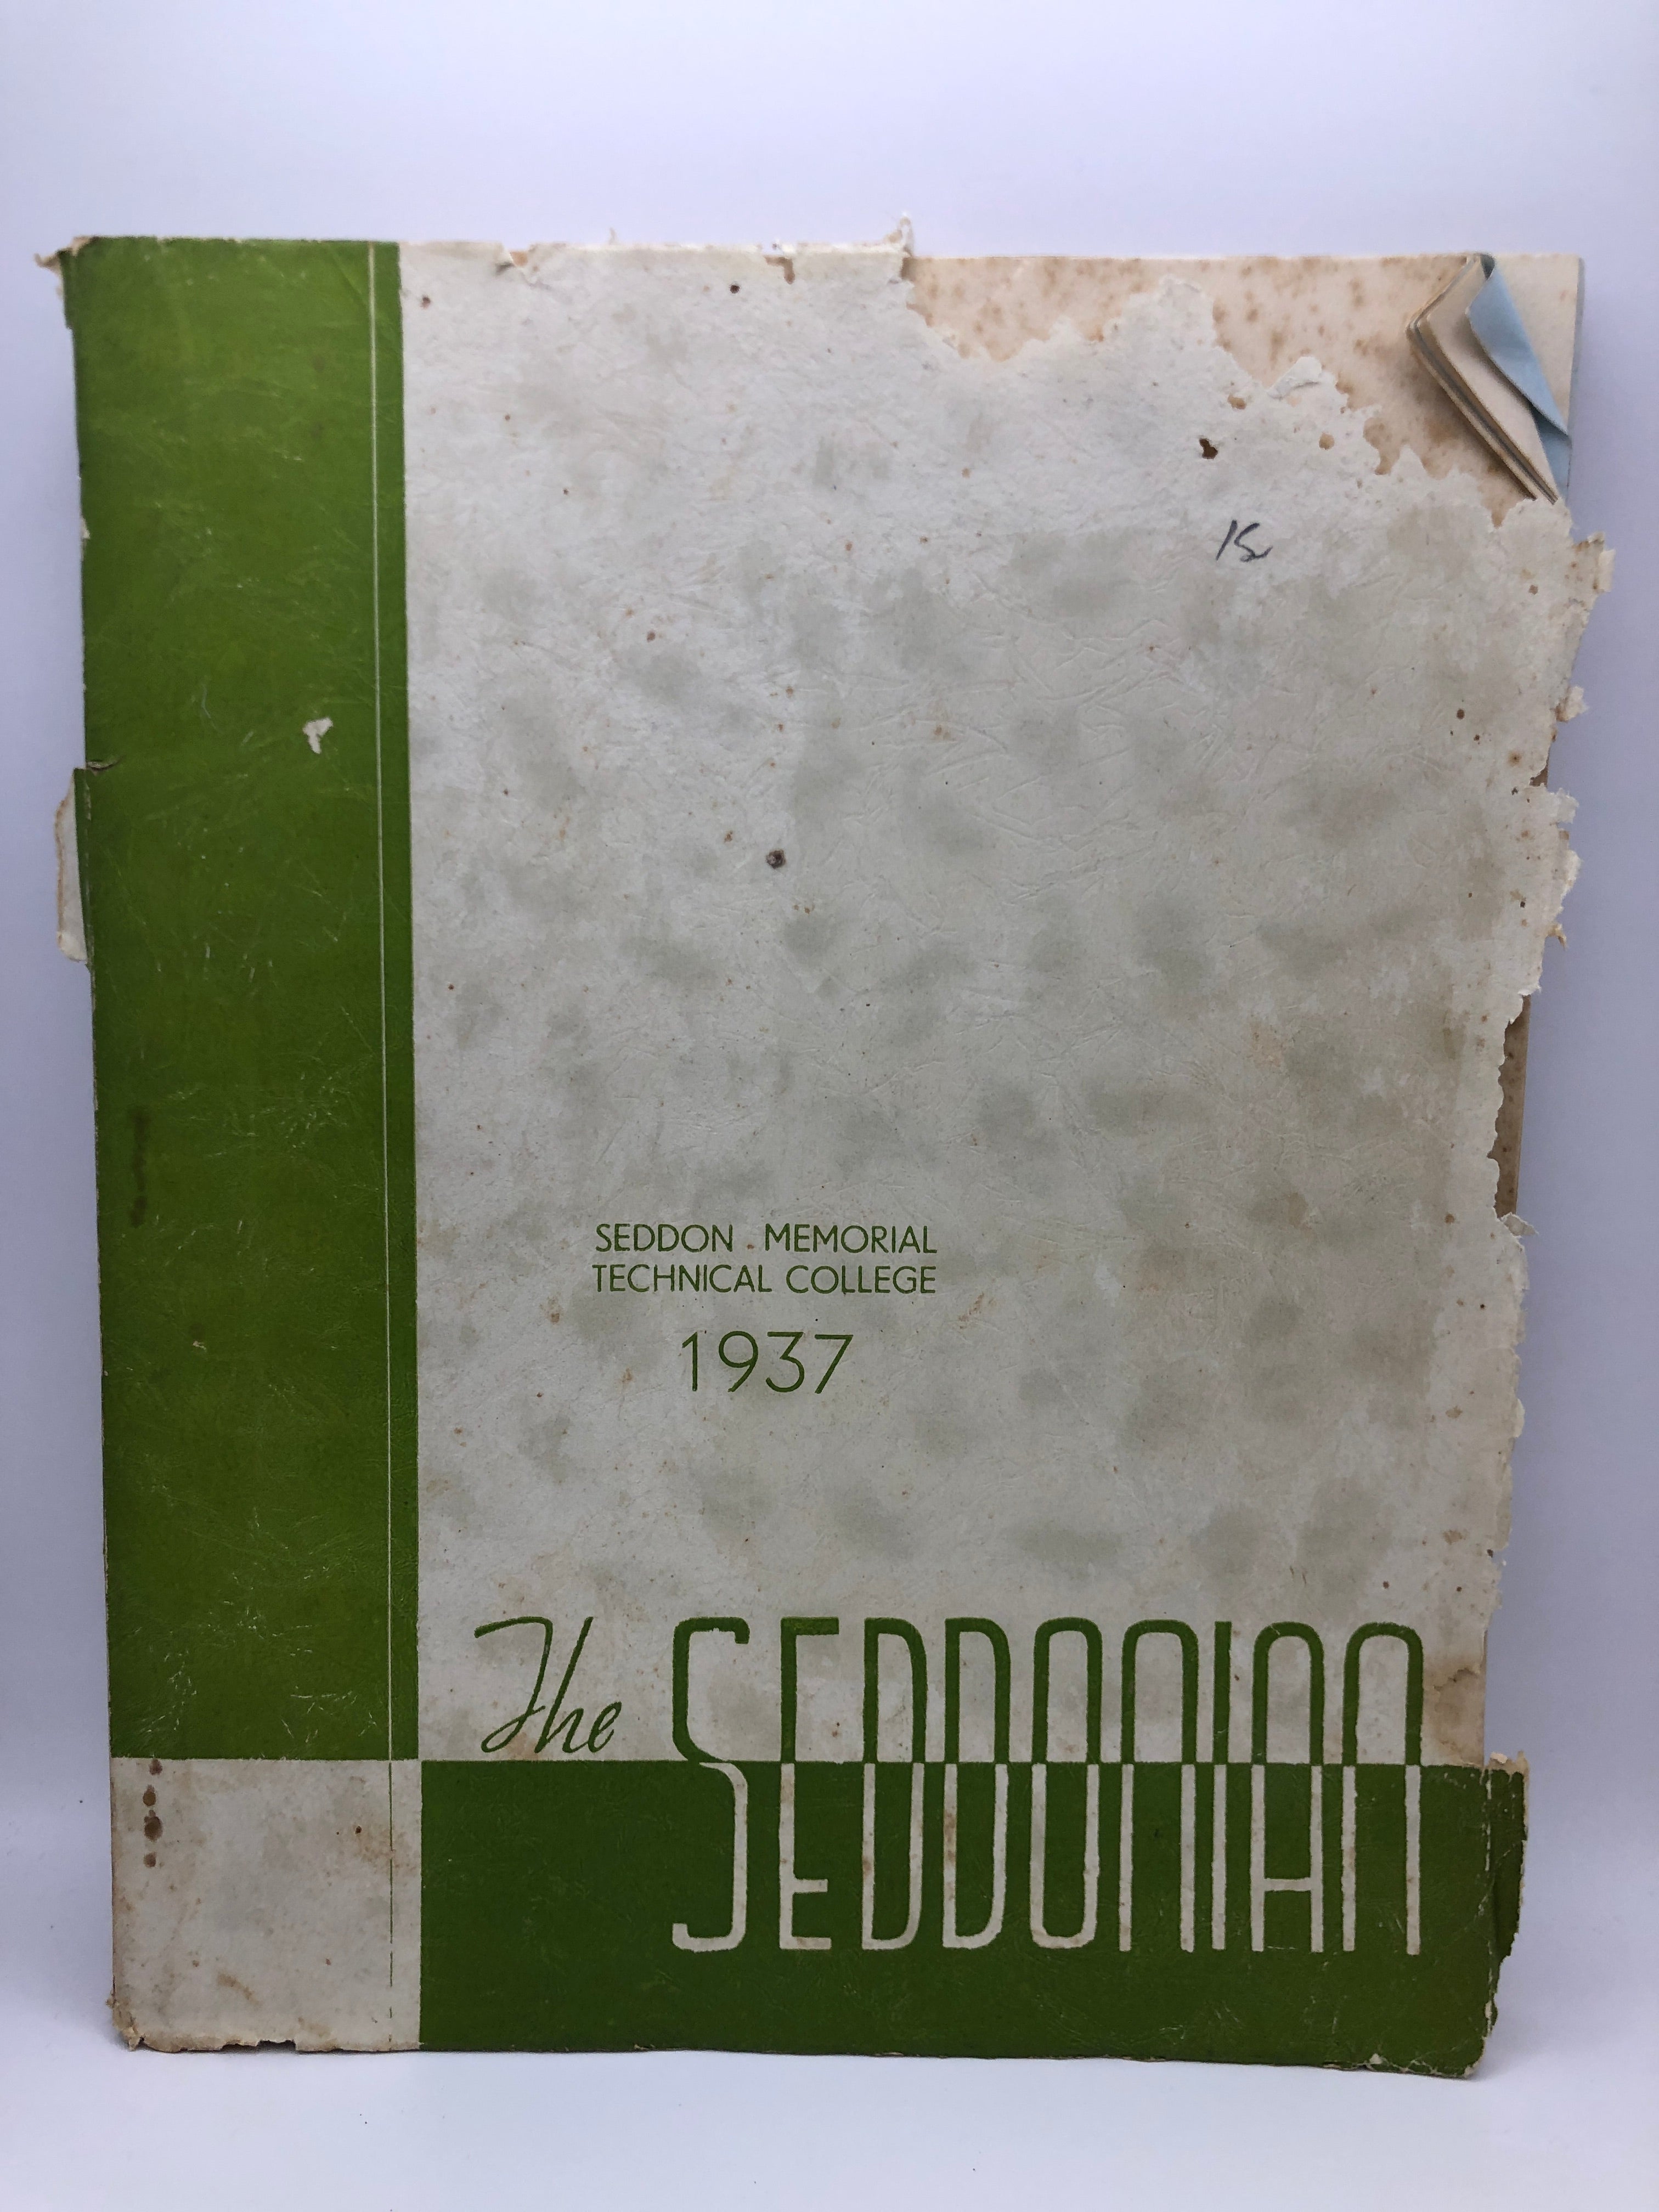 SEDDON MEMORIAL
TECHNICAL COLLEGE
1937
The SEDDONIAN